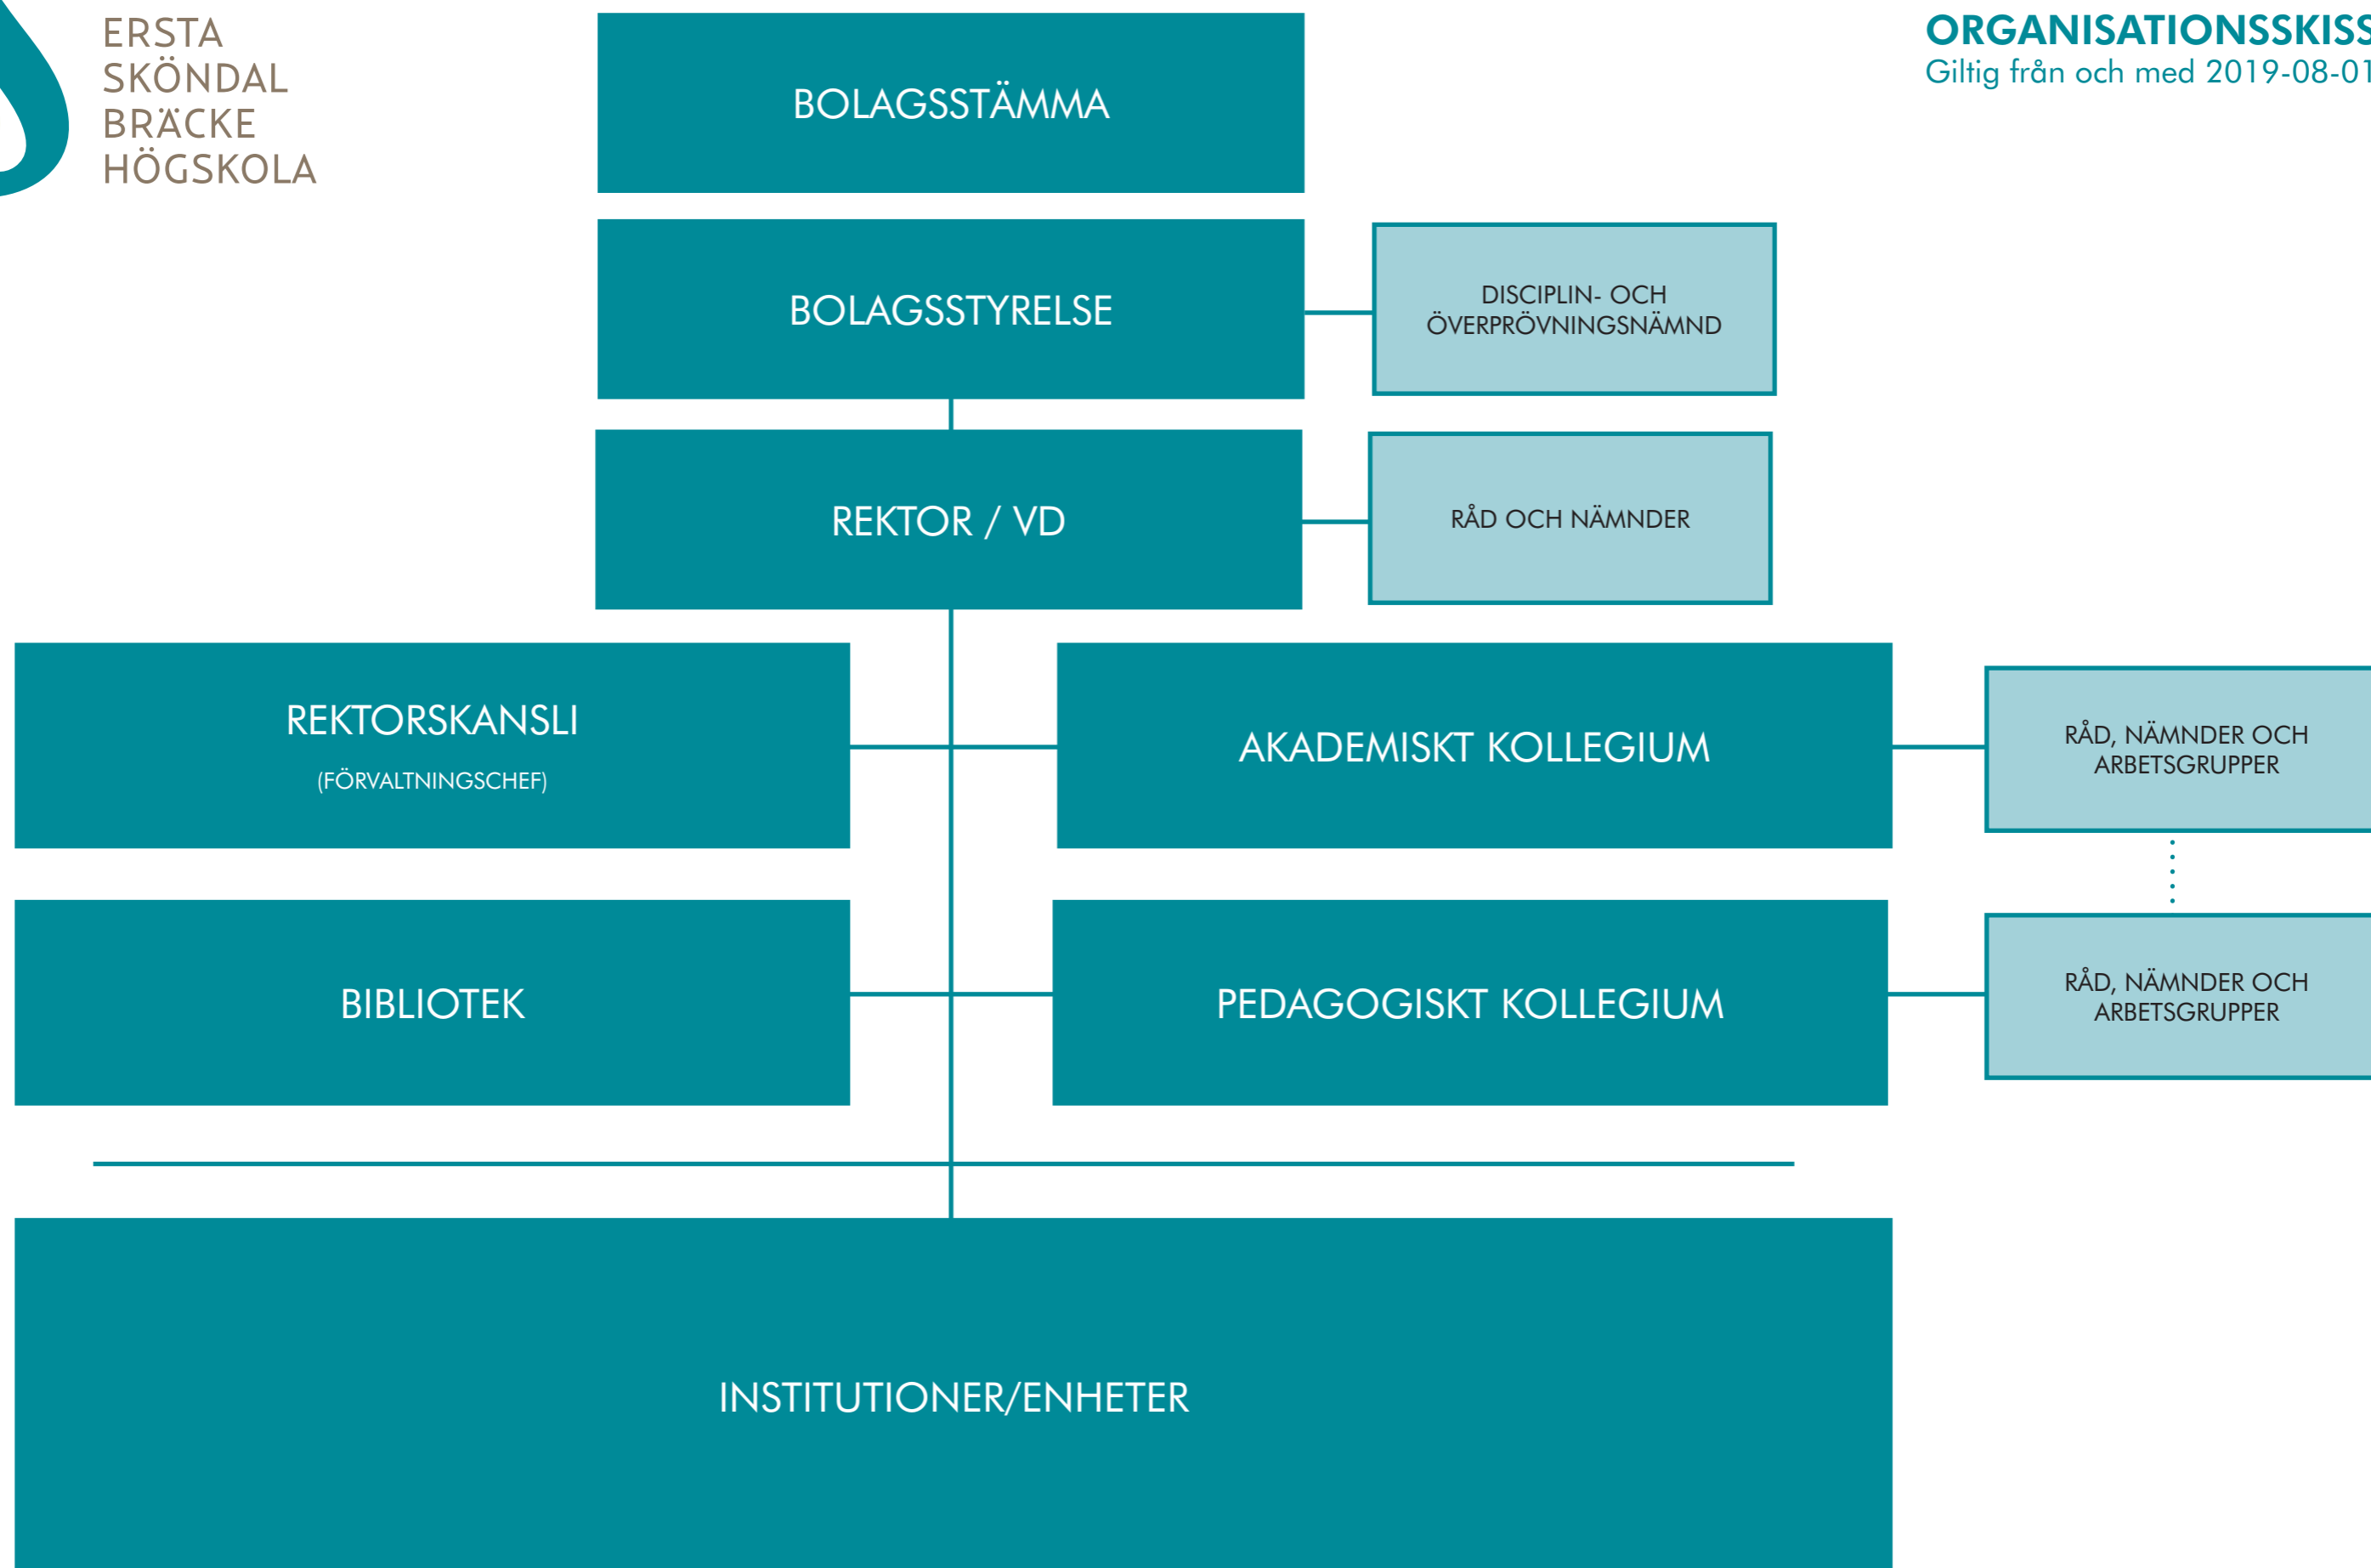 ERSTA
SKÖNDAL
BRÄCKE
HÖGSKOLA
ORGANISATIONSSKISS
Giltig från och med 2019-08-01
BOLAGSSTÄMMA
BOLAGSSTYRELSE
DISCIPLIN- OCH
ÖVERPRÖVNINGSNÄMND
REKTOR / VD
RÅD OCH NÄMNDER
REKTORSKANSLI
(FÖRVALTNINGSCHEF)
AKADEMISKT KOLLEGIUM
RÅD, NÄMNDER OCH
ARBETSGRUPPER
BIBLIOTEK
PEDAGOGISKT KOLLEGIUM
RÅD, NÄMNDER OCH
ARBETSGRUPPER
INSTITUTIONER/ENHETER